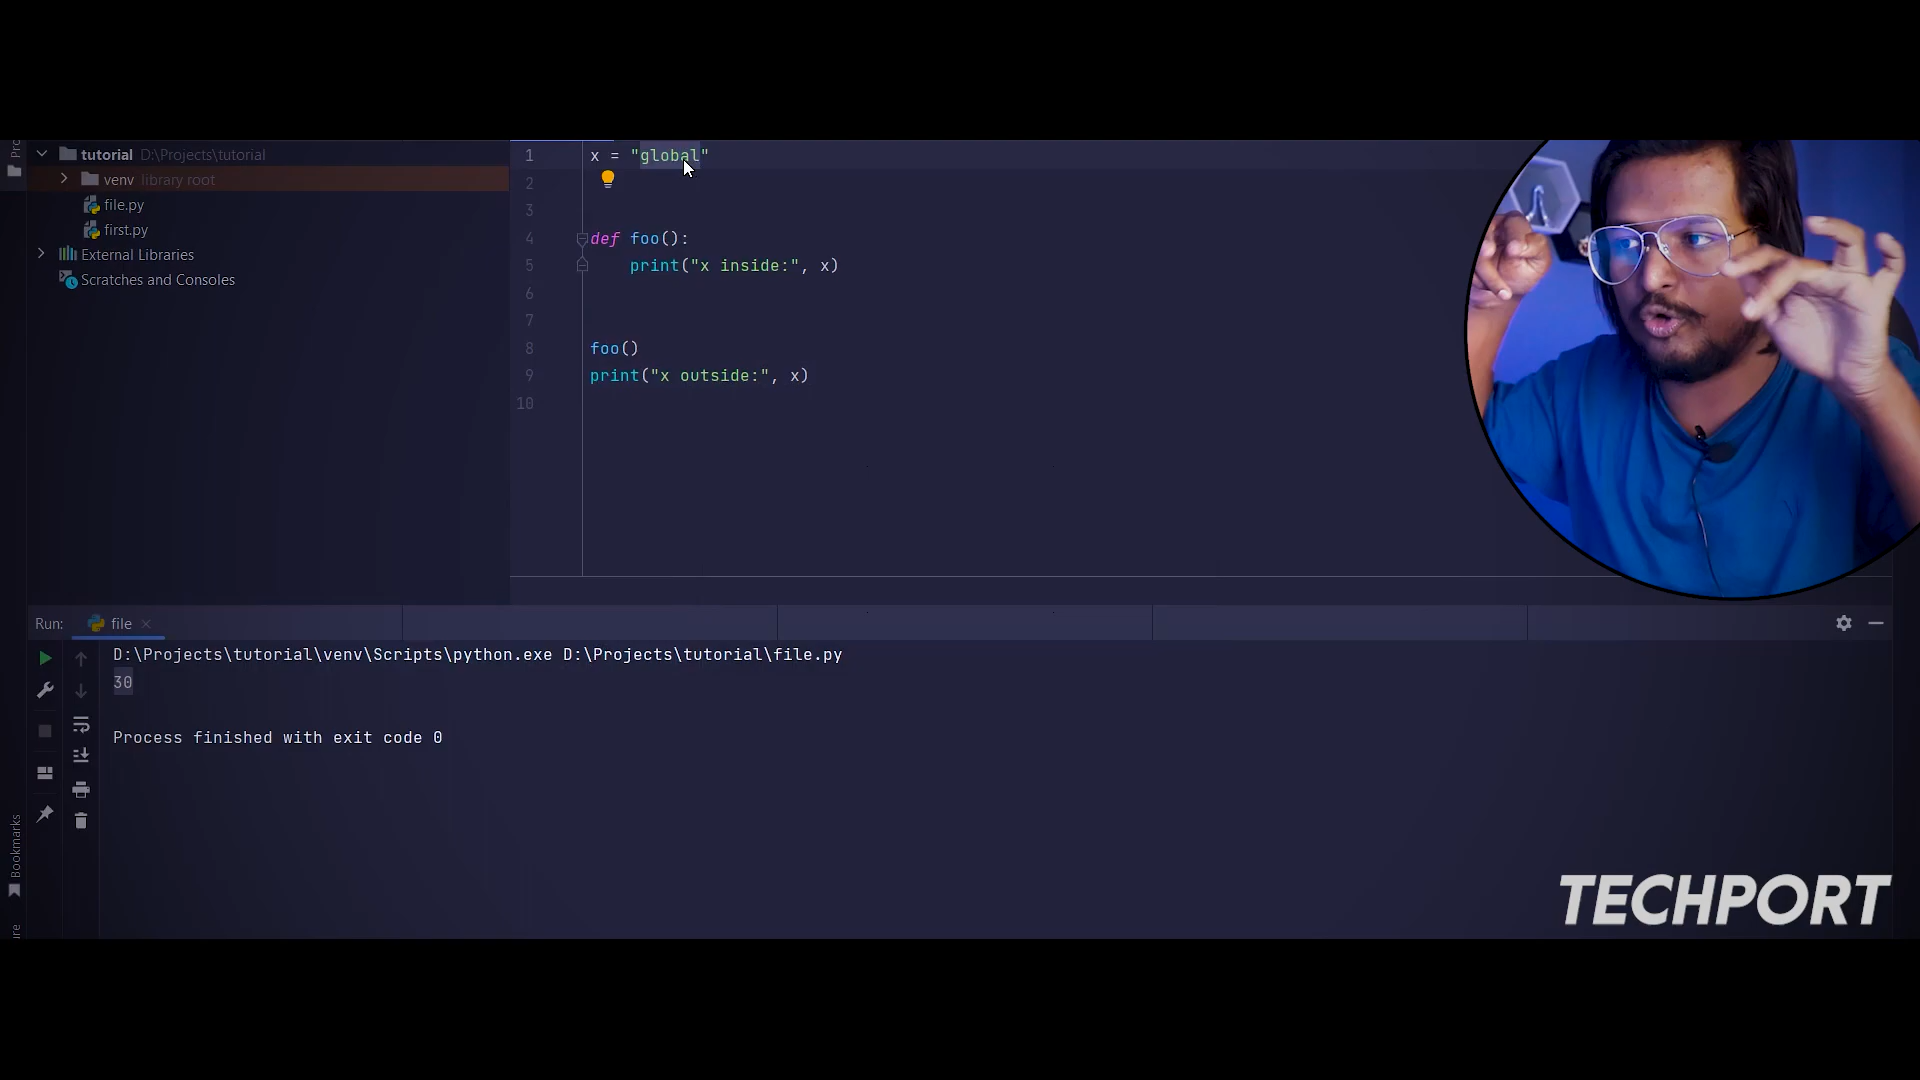 Pro
tutorial D:\Projects\tutorial
venv library root
file.py
first.py
External Libraries
Scratches and Consoles
1 x = "global"
2
3
4 def foo():
5 print("x inside:", x)
6
7
8 foo()
9 print("x outside:", x)
10
Run: file
D:\Projects\tutorial\venv\Scripts\python.exe D:\Projects\tutorial\file.py
30
Process finished with exit code 0
Bookmarks
TECHPORT